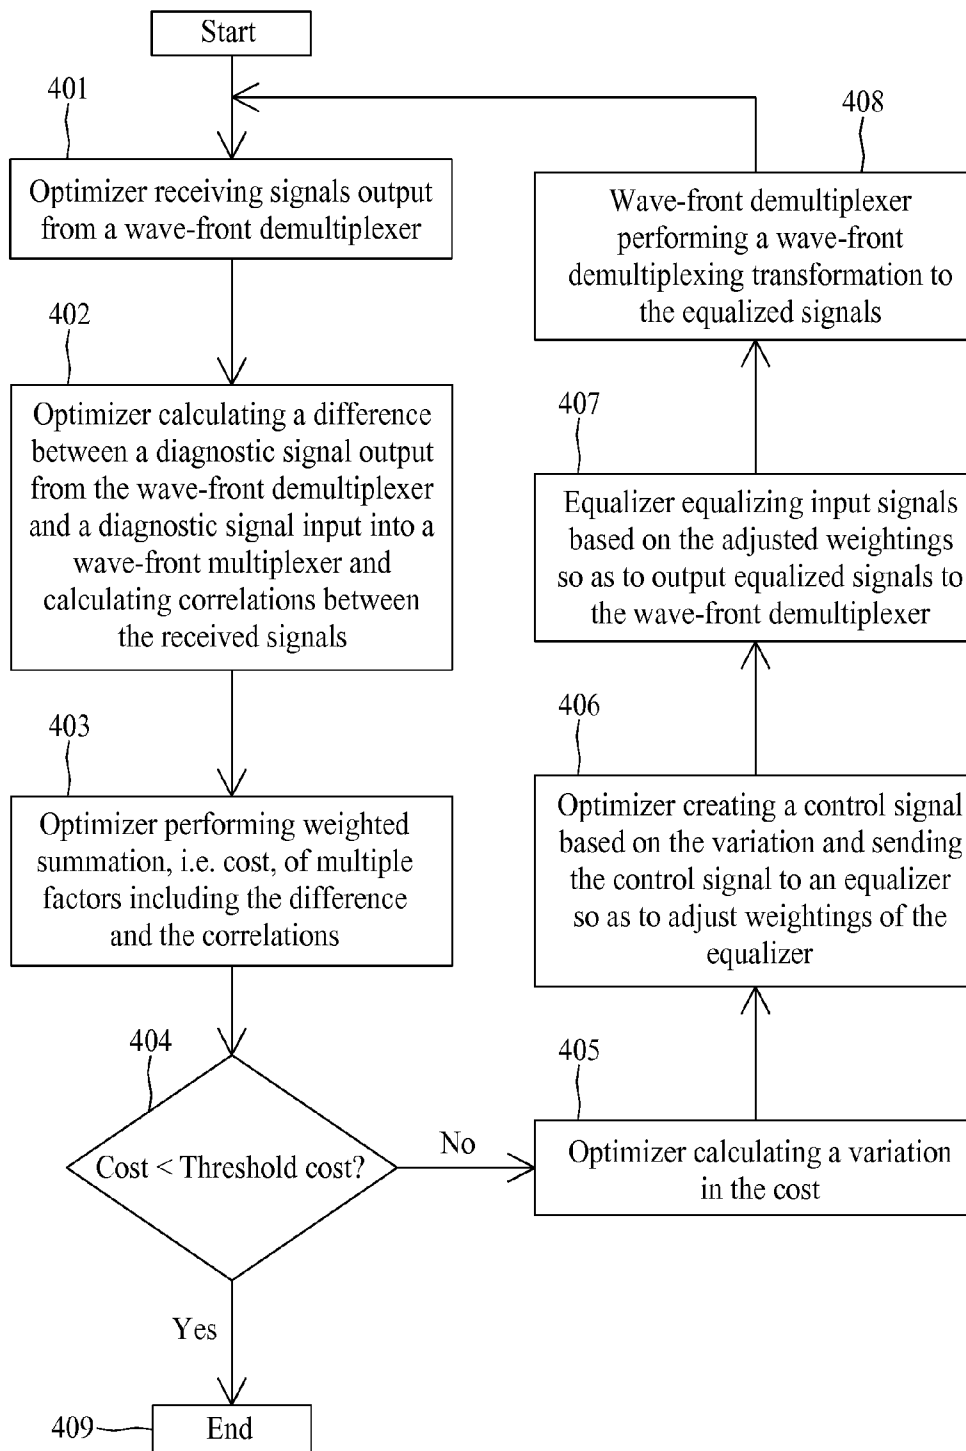 Start
401
Optimizer receiving signals output
from a wave-front demultiplexer
402
Optimizer calculating a difference
between a diagnostic signal output
from the wave-front demultiplexer
and a diagnostic signal input into a
wave-front multiplexer and
calculating correlations between
the received signals
403
Optimizer performing weighted
summation, i.e. cost, of multiple
factors including the difference
and the correlations
404
Cost < Threshold cost?
No
Yes
409
End
405
Optimizer calculating a variation
in the cost
406
Optimizer creating a control signal
based on the variation and sending
the control signal to an equalizer
so as to adjust weightings of the
equalizer
407
Equalizer equalizing input signals
based on the adjusted weightings
so as to output equalized signals to
the wave-front demultiplexer
408
Wave-front demultiplexer
performing a wave-front
demultiplexing transformation to
the equalized signals